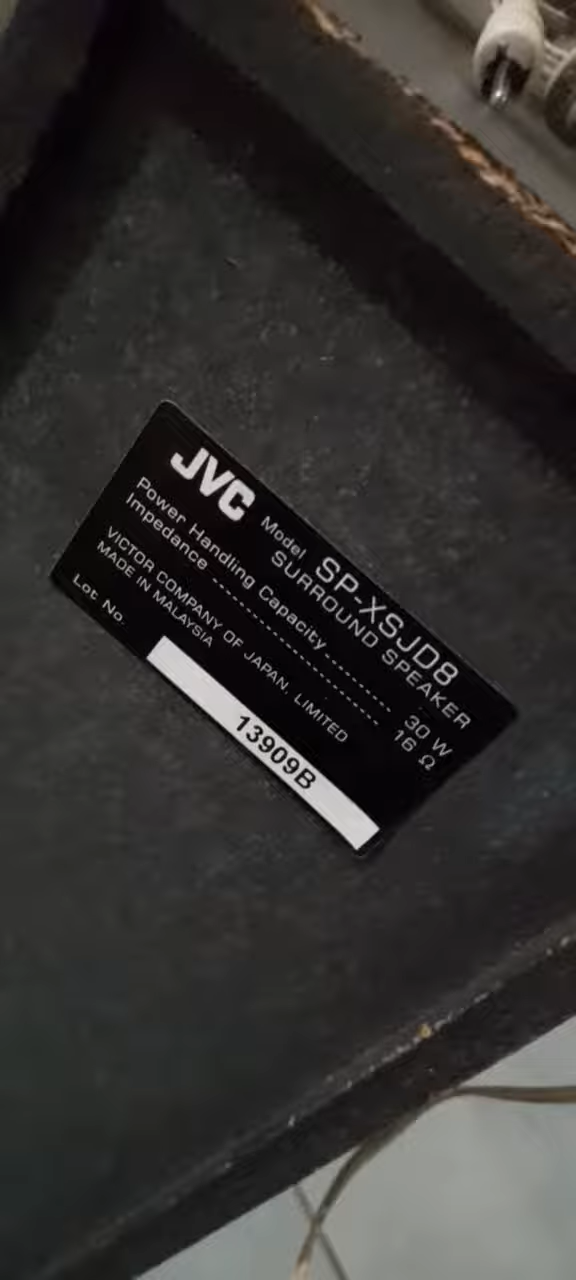 JVC Model SP-XSJD8
SURROUND SPEAKER
Power Handling Capacity.......... 30 W
Impedance .......................... 16 Ω
VICTOR COMPANY OF JAPAN, LIMITED
MADE IN MALAYSIA
Lot No. 13909B